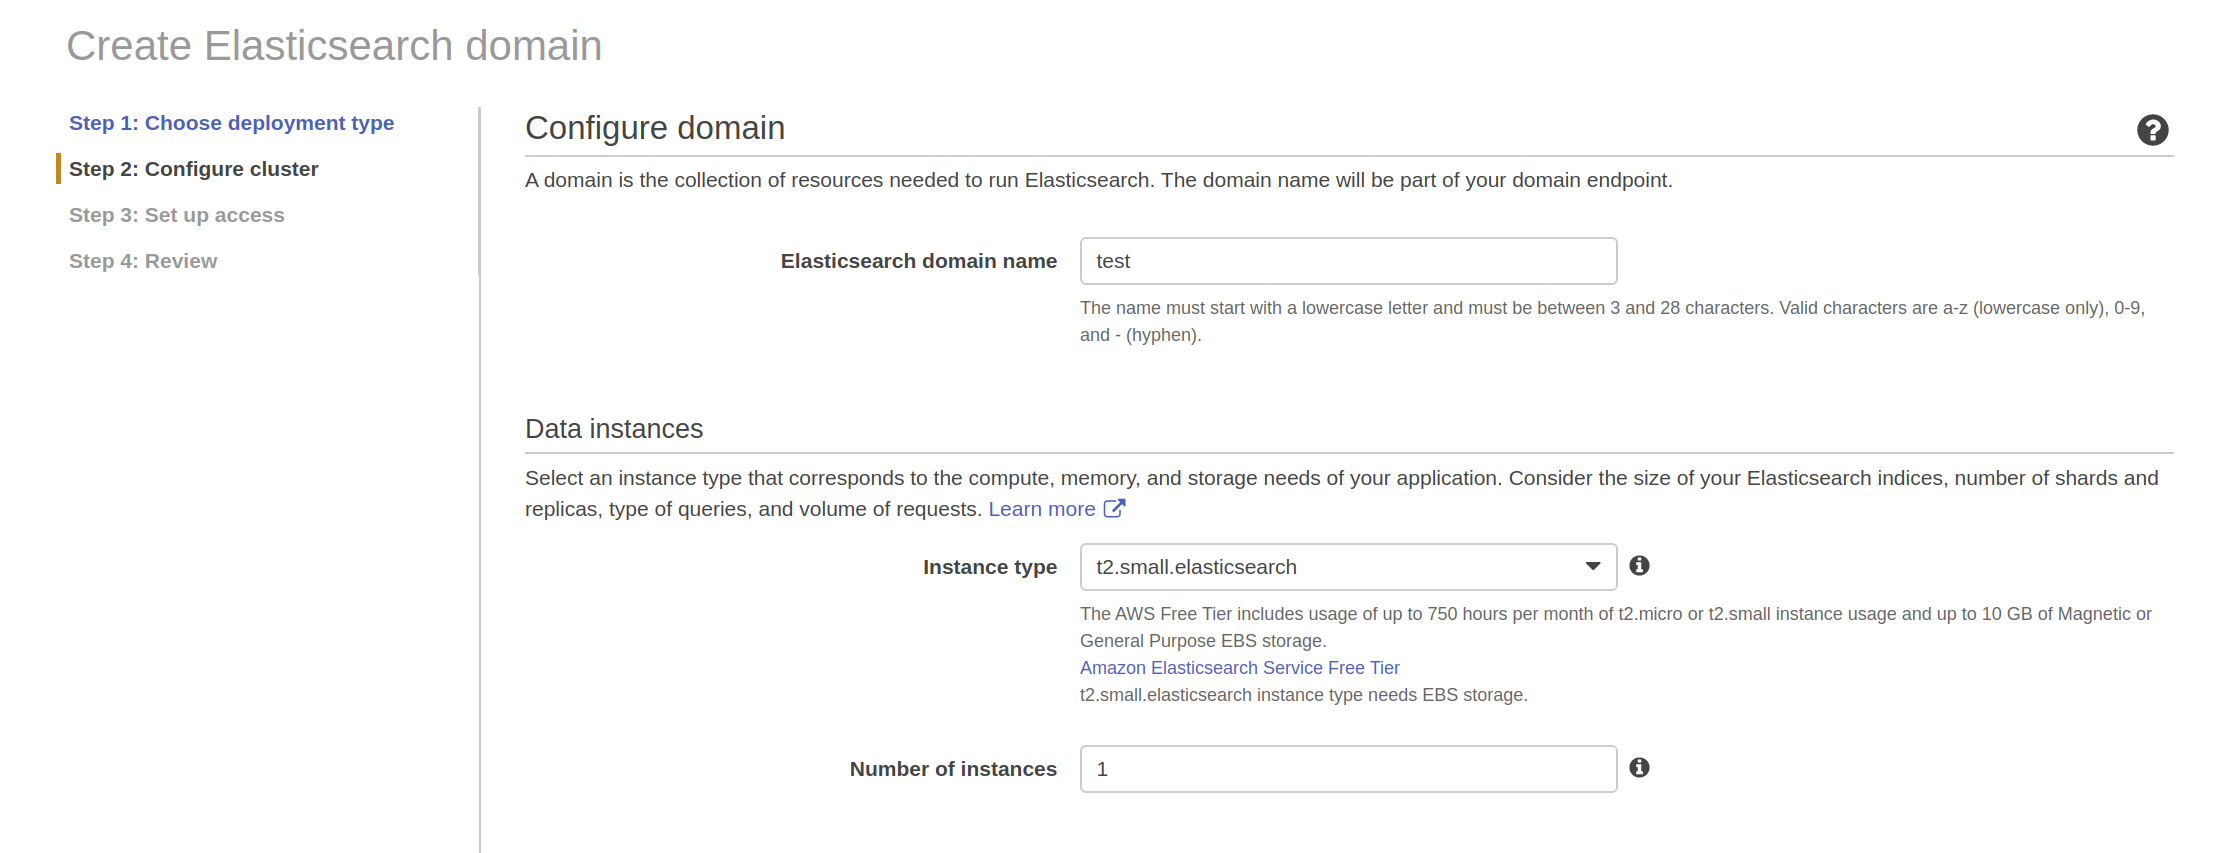 Create Elasticsearch domain
Step 1: Choose deployment type
Step 2: Configure cluster
Step 3: Set up access
Step 4: Review
Configure domain
A domain is the collection of resources needed to run Elasticsearch. The domain name will be part of your domain endpoint.
Elasticsearch domain name
test
The name must start with a lowercase letter and must be between 3 and 28 characters. Valid characters are a-z (lowercase only), 0-9,
and - (hyphen).
Data instances
Select an instance type that corresponds to the compute, memory, and storage needs of your application. Consider the size of your Elasticsearch indices, number of shards and
replicas, type of queries, and volume of requests. Learn more
Instance type
t2.small.elasticsearch
The AWS Free Tier includes usage of up to 750 hours per month of t2.micro or t2.small instance usage and up to 10 GB of Magnetic or
General Purpose EBS storage.
Amazon Elasticsearch Service Free Tier
t2.small.elasticsearch instance type needs EBS storage.
Number of instances
1